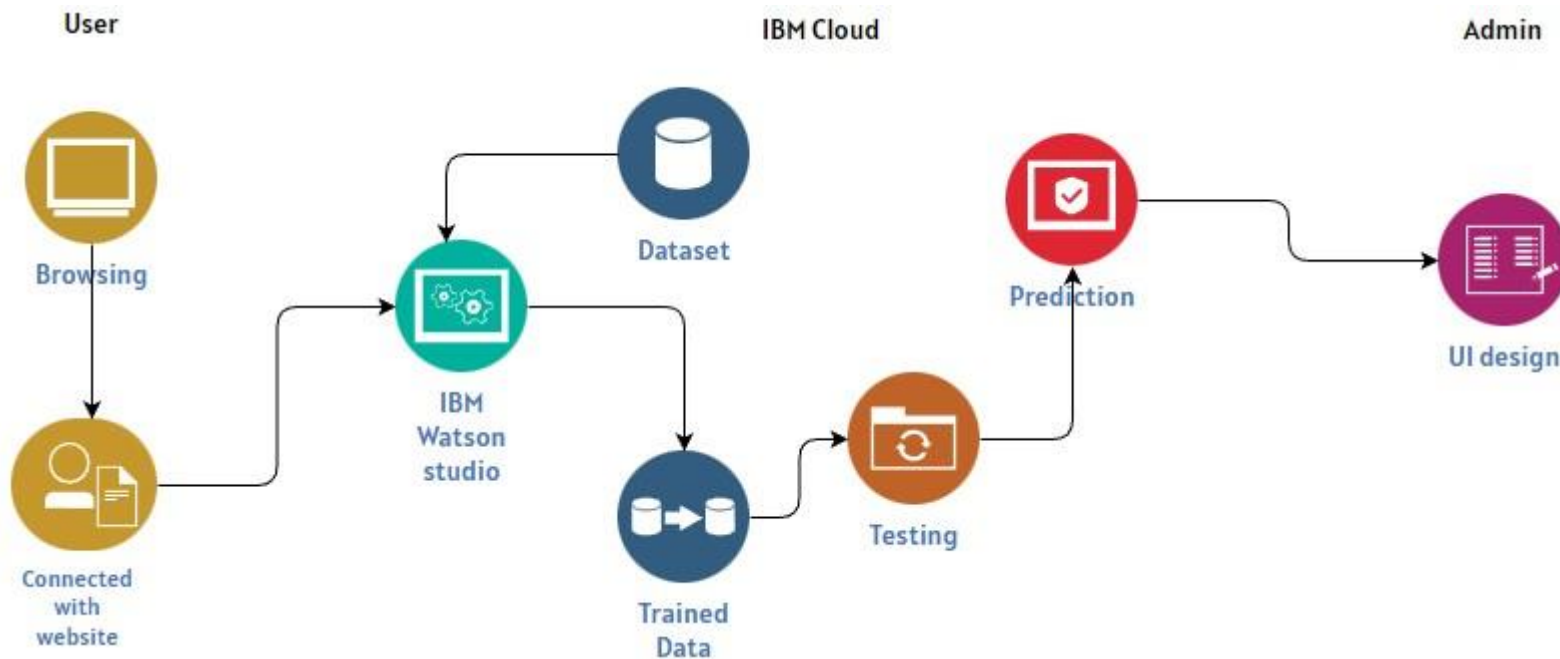 User
IBM Cloud
Admin
Browsing
Dataset
Prediction
UI design
IBM
Watson
studio
Testing
Connected
with
website
Trained
Data